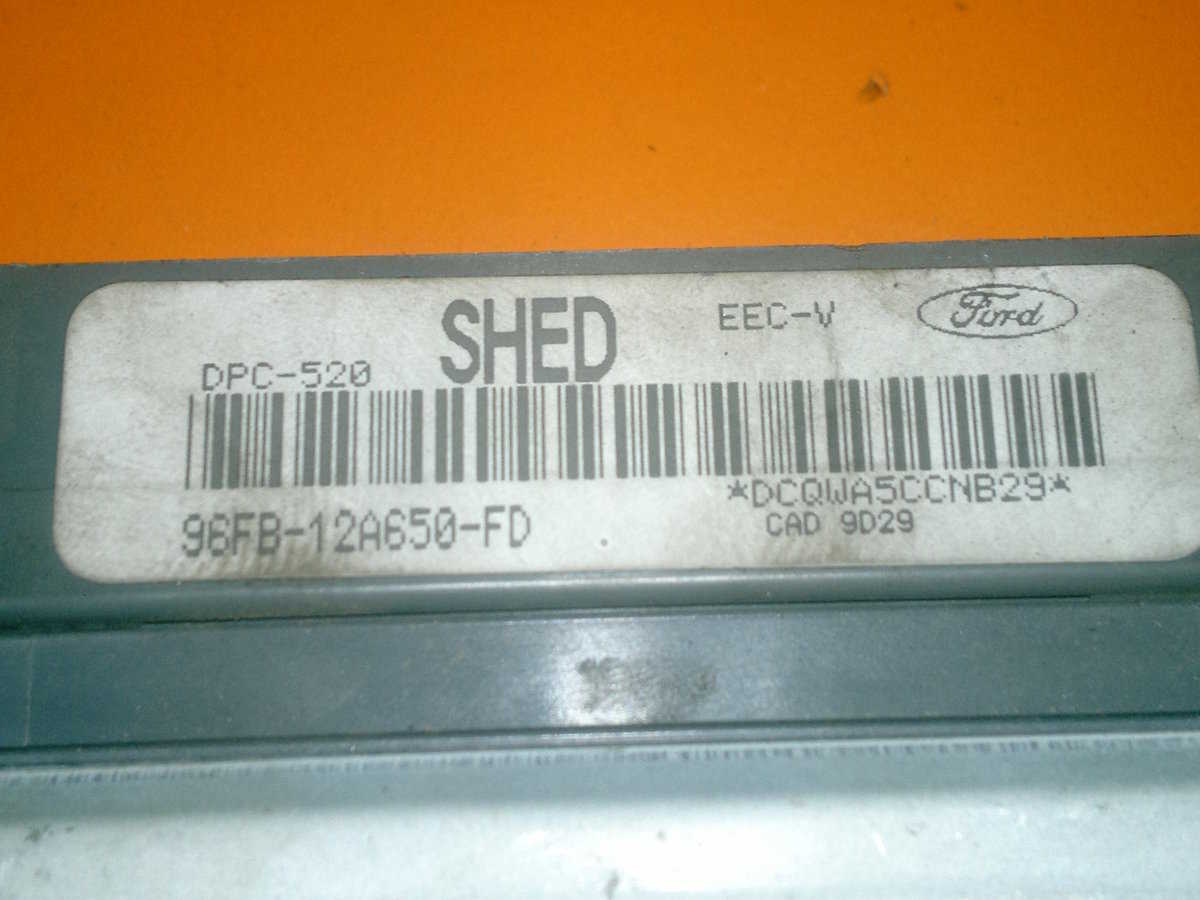 SHED EEC-V Ford
DPC-520
*DCQWA5CCNB29*
96FB-12A650-FD CAD 9D29